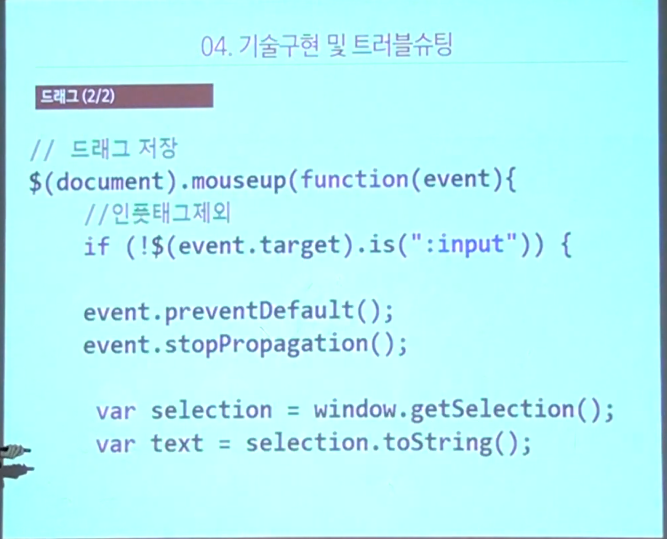 04. 기술구현 및 트러블슈팅
드래그 (2/2)
// 드래그 저장
$(document).mouseup(function(event){
//인풋태그제외
if (!$(event.target).is(":input")) {
event.preventDefault();
event.stopPropagation();
var selection = window.getSelection();
var text = selection.toString();